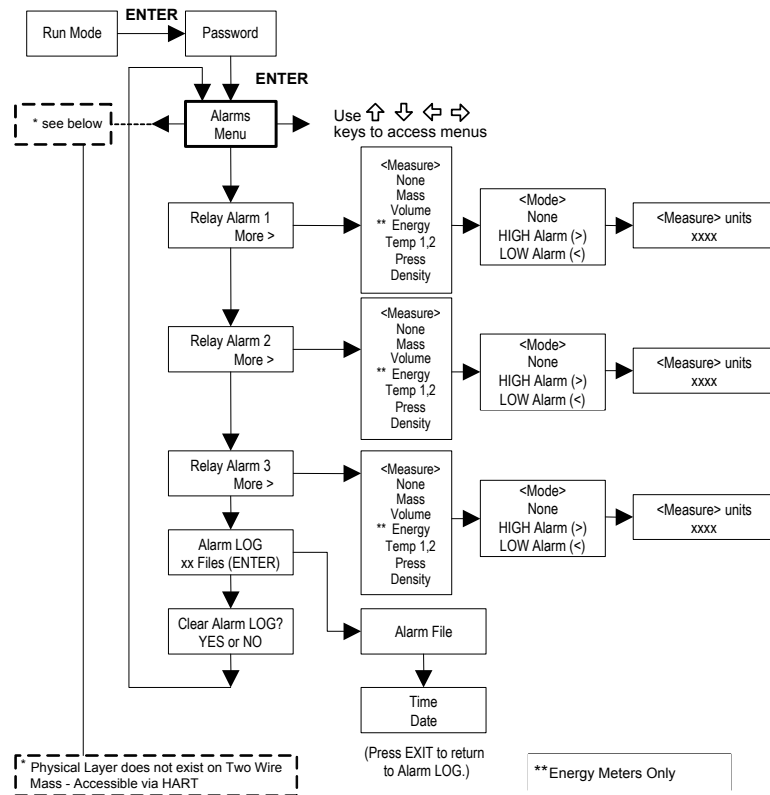 ENTER
Run Mode
Password
ENTER
* see below
Alarms
Menu
Use
keys to access menus
Relay Alarm 1
More >
<Measure>
None
Mass
Volume
** Energy
Temp 1,2
Press
Density
<Mode>
None
HIGH Alarm (>)
LOW Alarm (<)
<Measure> units
xxxx
Relay Alarm 2
More >
<Measure>
None
Mass
Volume
** Energy
Temp 1,2
Press
Density
<Mode>
None
HIGH Alarm (>)
LOW Alarm (<)
<Measure> units
xxxx
Relay Alarm 3
More >
<Measure>
None
Mass
Volume
** Energy
Temp 1,2
Press
Density
<Mode>
None
HIGH Alarm (>)
LOW Alarm (<)
<Measure> units
xxxx
Alarm LOG
xx Files (ENTER)
Clear Alarm LOG?
YES or NO
Alarm File
Time
Date
(Press EXIT to return
to Alarm LOG.)
* Physical Layer does not exist on Two Wire
Mass - Accessible via HART
**Energy Meters Only